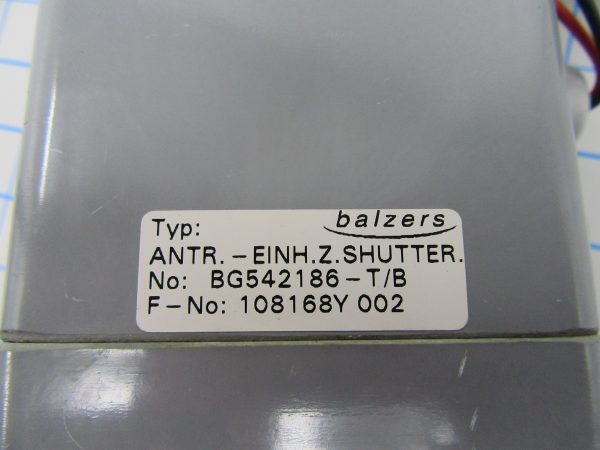 Typ: balzers
ANTR.-EINH.Z.SHUTTER.
No: BG542186-T/B
F-No: 108168Y 002